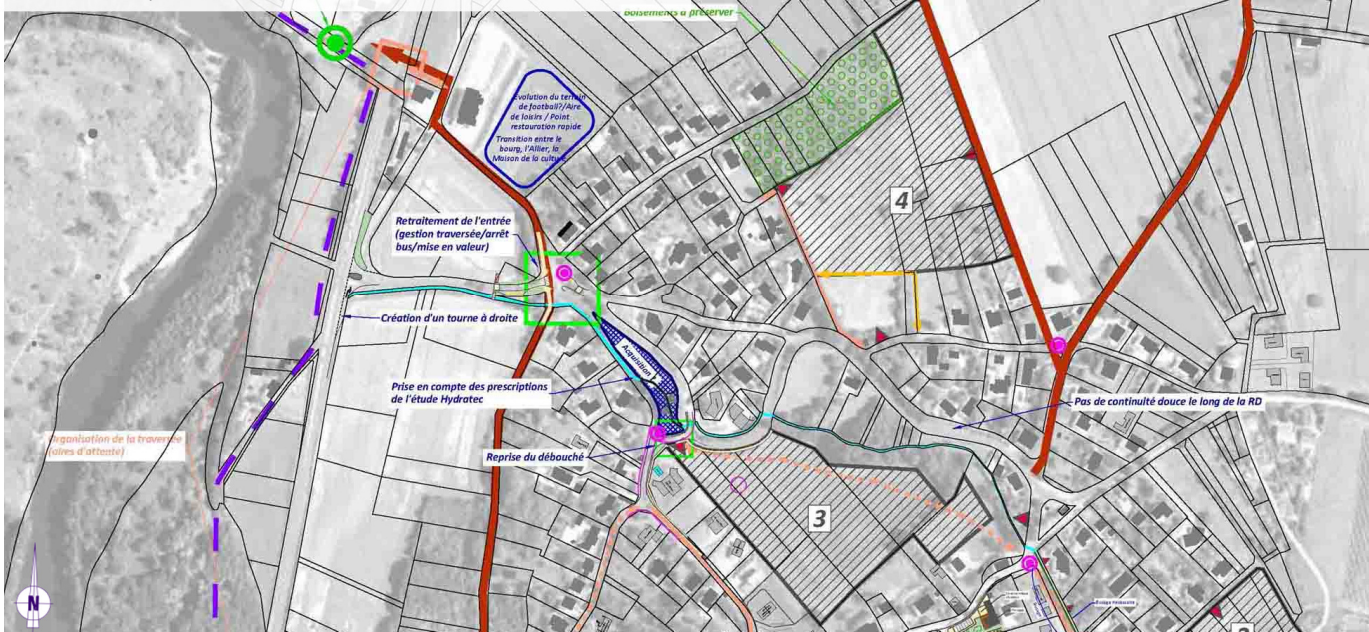 Boisements à préserver
Evolution du terrain
de football?/Aire
de loisirs / Point
restauration rapide
Transition entre le
bourg, l'Allier, la
Maison de la culture
4
Retraitement de l'entrée
(gestion traversée/arrêt
bus/mise en valeur)
Création d'un tourne à droite
Acquisition
Prise en compte des prescriptions
de l'étude Hydratec
Pas de continuité douce le long de la RD
Organisation de la traversée
(aires d'attente)
Reprise du débouché
3
N